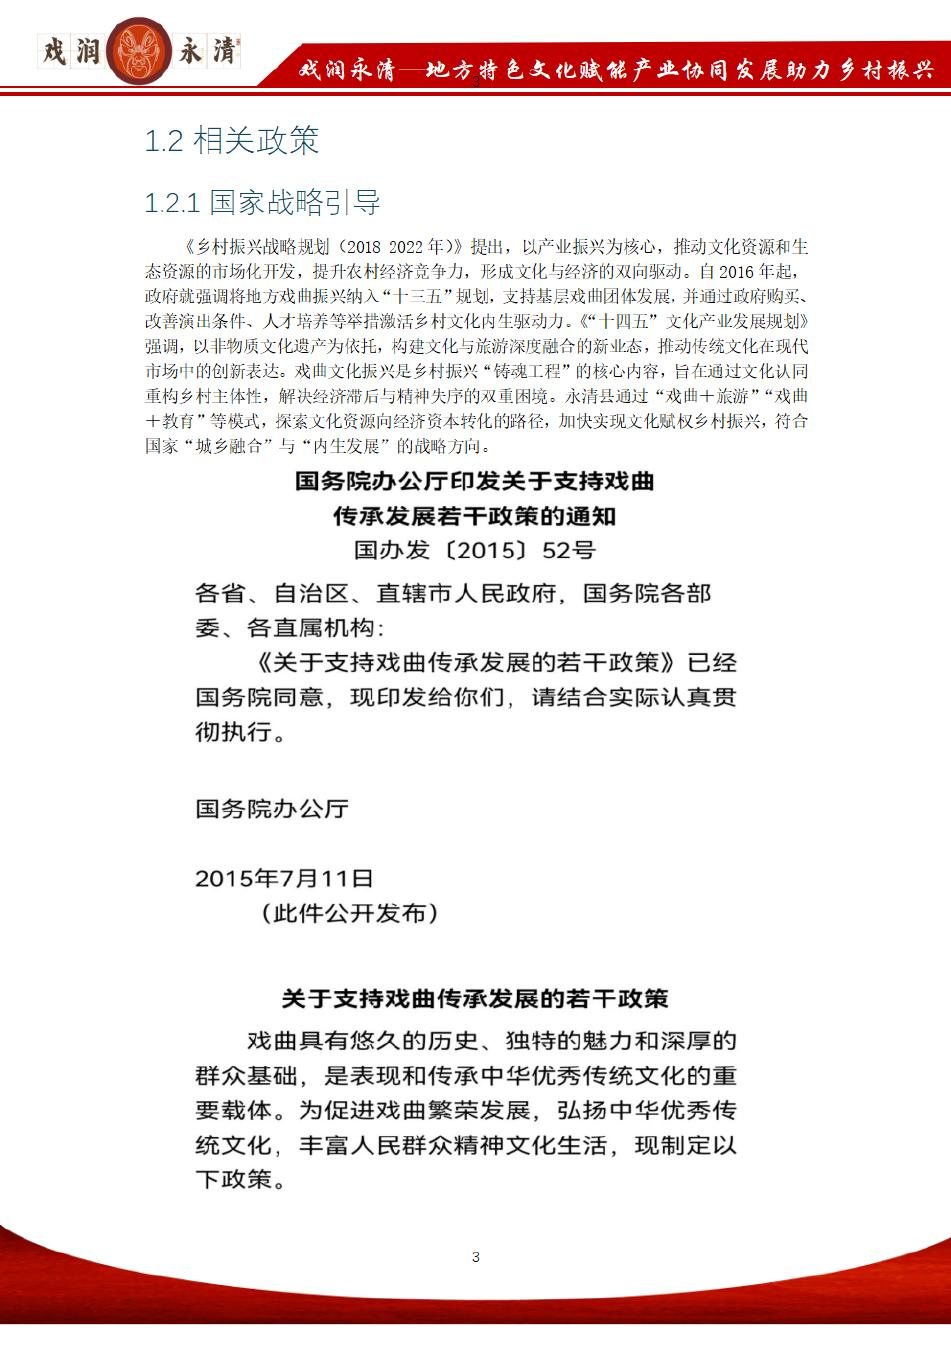 戏润永清
戏润永清—地方特色文化赋能产业协同发展助力乡村振兴
3
1.2 相关政策
1.2.1 国家战略引导
《乡村振兴战略规划（2018 2022 年）》提出，以产业振兴为核心，推动文化资源和生
态资源的市场化开发，提升农村经济竞争力，形成文化与经济的双向驱动。自 2016 年起，
政府就强调将地方戏曲振兴纳入“十三五”规划，支持基层戏曲团体发展，并通过政府购买、
改善演出条件、人才培养等举措激活乡村文化内生驱动力。《“十四五”文化产业发展规划》
强调，以非物质文化遗产为依托，构建文化与旅游深度融合的新业态，推动传统文化在现代
市场中的创新表达。戏曲文化振兴是乡村振兴“铸魂工程”的核心内容，旨在通过文化认同
重构乡村主体性，解决经济滞后与精神失序的双重困境。永清县通过“戏曲＋旅游”“戏曲
＋教育”等模式，探索文化资源向经济资本转化的路径，加快实现文化赋权乡村振兴，符合
国家“城乡融合”与“内生发展”的战略方向。
国务院办公厅印发关于支持戏曲
传承发展若干政策的通知
国办发〔2015〕52号
各省、自治区、直辖市人民政府，国务院各部
委、各直属机构：
《关于支持戏曲传承发展的若干政策》已经
国务院同意，现印发给你们，请结合实际认真贯
彻执行。
国务院办公厅
2015年7月11日
（此件公开发布）
关于支持戏曲传承发展的若干政策
戏曲具有悠久的历史、独特的魅力和深厚的
群众基础，是表现和传承中华优秀传统文化的重
要载体。为促进戏曲繁荣发展，弘扬中华优秀传
统文化，丰富人民群众精神文化生活，现制定以
下政策。
3